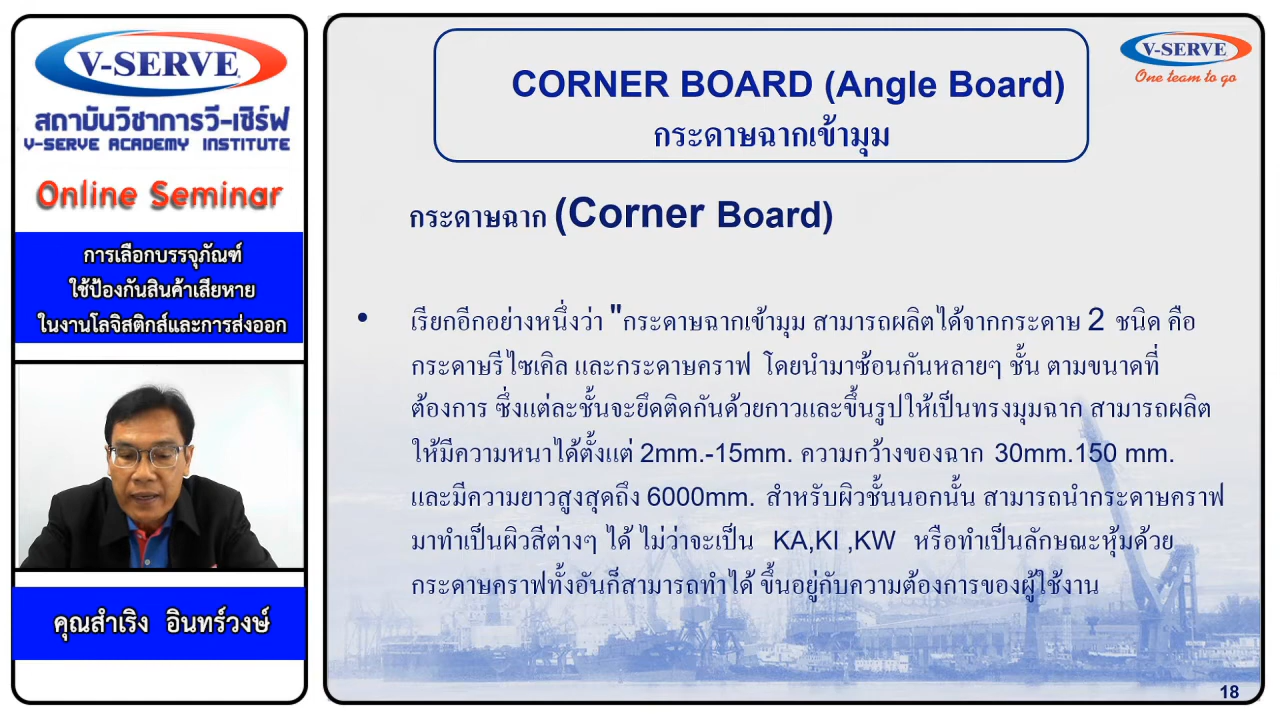 V-SERVE
สถาบันวิชาการวี-เซิร์ฟ
V-SERVE ACADEMY INSTITUTE
Online Seminar
การเลือกบรรจุภัณฑ์
ใช้ป้องกันสินค้าเสียหาย
ในงานโลจิสติกส์และการส่งออก
คุณสำเริง อินทร์วงษ์
CORNER BOARD (Angle Board)
กระดาษฉากเข้ามุม
V-SERVE
One team to go
กระดาษฉาก (Corner Board)
• เรียกอีกอย่างหนึ่งว่า "กระดาษฉากเข้ามุม สามารถผลิตได้จากกระดาษ 2 ชนิด คือ
กระดาษรีไซเคิล และกระดาษคราฟ โดยนำมาซ้อนกันหลายๆ ชั้น ตามขนาดที่
ต้องการ ซึ่งแต่ละชั้นจะยึดติดกันด้วยกาวและขึ้นรูปให้เป็นทรงมุมฉาก สามารถผลิต
ให้มีความหนาได้ตั้งแต่ 2mm.-15mm. ความกว้างของฉาก 30mm.150 mm.
และมีความยาวสูงสุดถึง 6000mm. สำหรับผิวชั้นนอกนั้น สามารถนำกระดาษคราฟ
มาทำเป็นผิวสีต่างๆ ได้ ไม่ว่าจะเป็น KA,KI ,KW หรือทำเป็นลักษณะหุ้มด้วย
กระดาษคราฟทั้งอันก็สามารถทำได้ ขึ้นอยู่กับความต้องการของผู้ใช้งาน
18